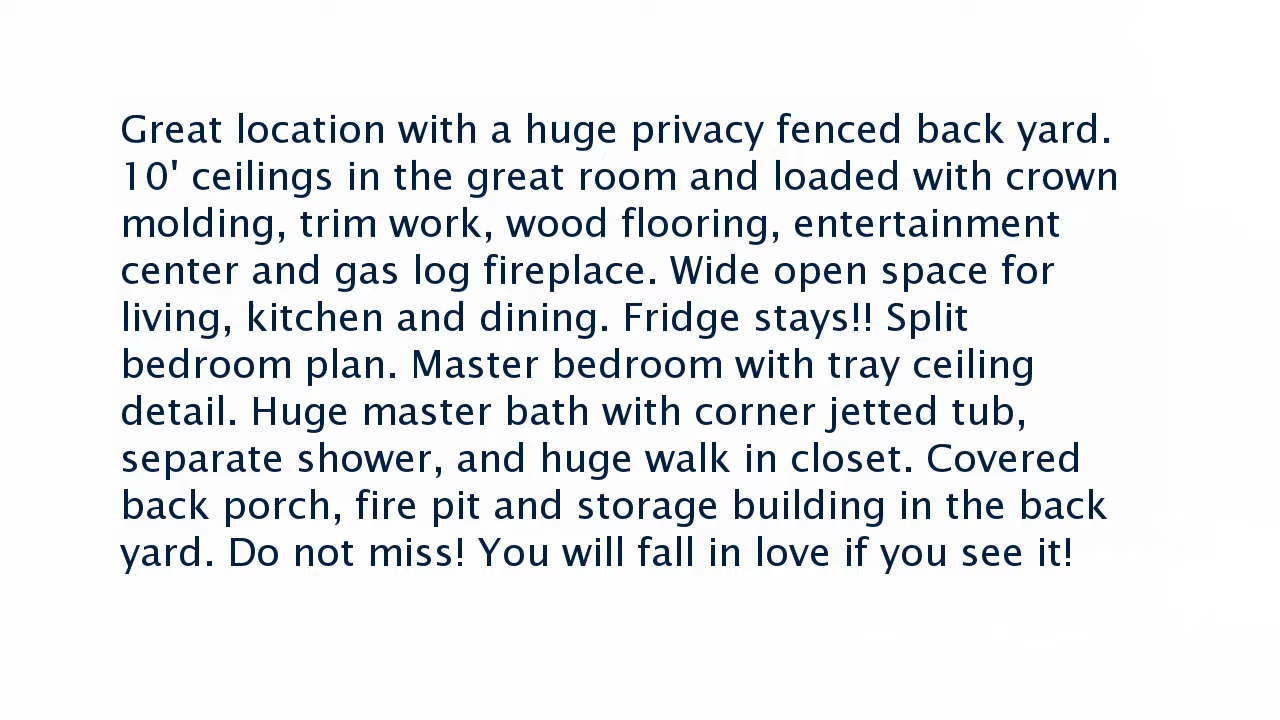 Great location with a huge privacy fenced back yard.
10' ceilings in the great room and loaded with crown
molding, trim work, wood flooring, entertainment
center and gas log fireplace. Wide open space for
living, kitchen and dining. Fridge stays!! Split
bedroom plan. Master bedroom with tray ceiling
detail. Huge master bath with corner jetted tub,
separate shower, and huge walk in closet. Covered
back porch, fire pit and storage building in the back
yard. Do not miss! You will fall in love if you see it!